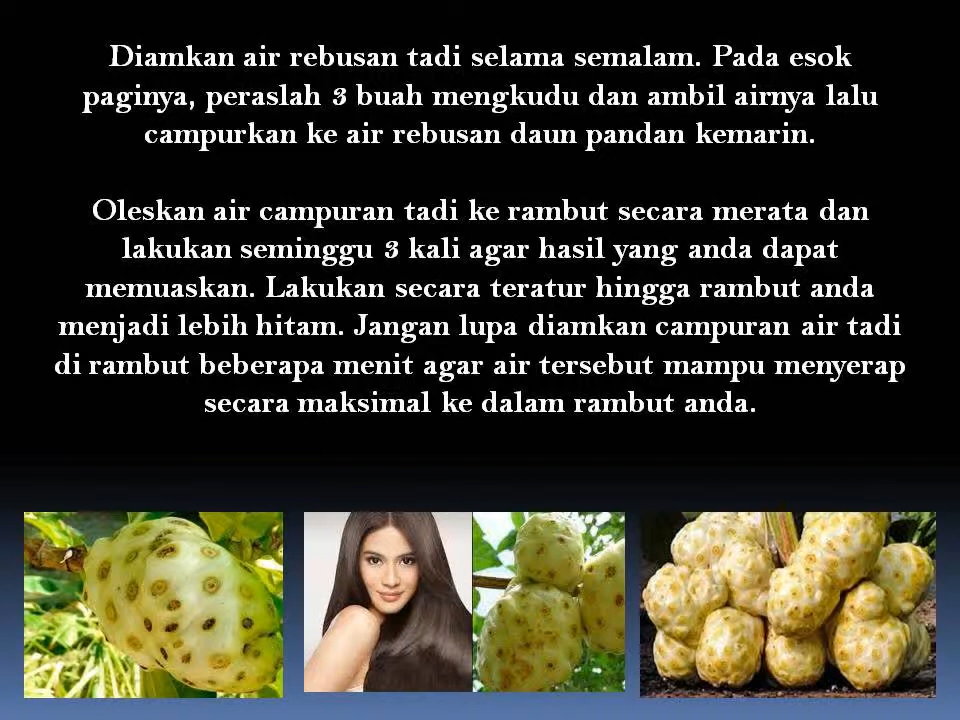 Diamkan air rebusan tadi selama semalam. Pada esok
paginya, peraslah 3 buah mengkudu dan ambil airnya lalu
campurkan ke air rebusan daun pandan kemarin.
Oleskan air campuran tadi ke rambut secara merata dan
lakukan seminggu 3 kali agar hasil yang anda dapat
memuaskan. Lakukan secara teratur hingga rambut anda
menjadi lebih hitam. Jangan lupa diamkan campuran air tadi
di rambut beberapa menit agar air tersebut mampu menyerap
secara maksimal ke dalam rambut anda.